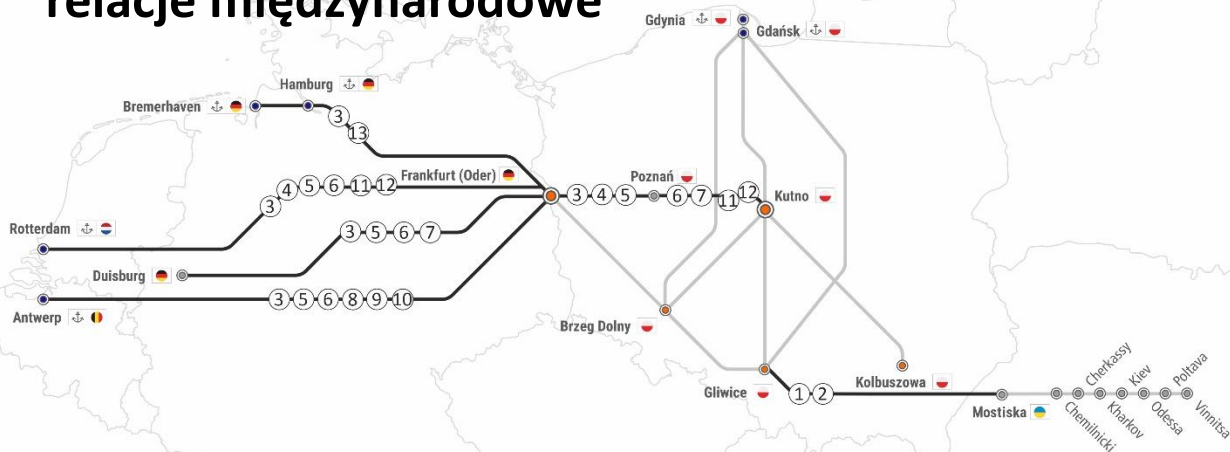 relacje międzynarodowe
Gdynia
Gdańsk
Hamburg
Bremerhaven
3
13
Frankfurt (Oder)
Poznań
4 5 6 11 12
3
3 4 5
6 7
11
12
Kutno
Rotterdam
3 5 6 7
Duisburg
3 5 6 8 9 10
Antwerp
Brzeg Dolny
Gliwice
1 2
Kolbuszowa
Mostiska
Chemilnicki
Cherkassy
Kharkov
Kiev
Odessa
Połtava
Vinnitsa